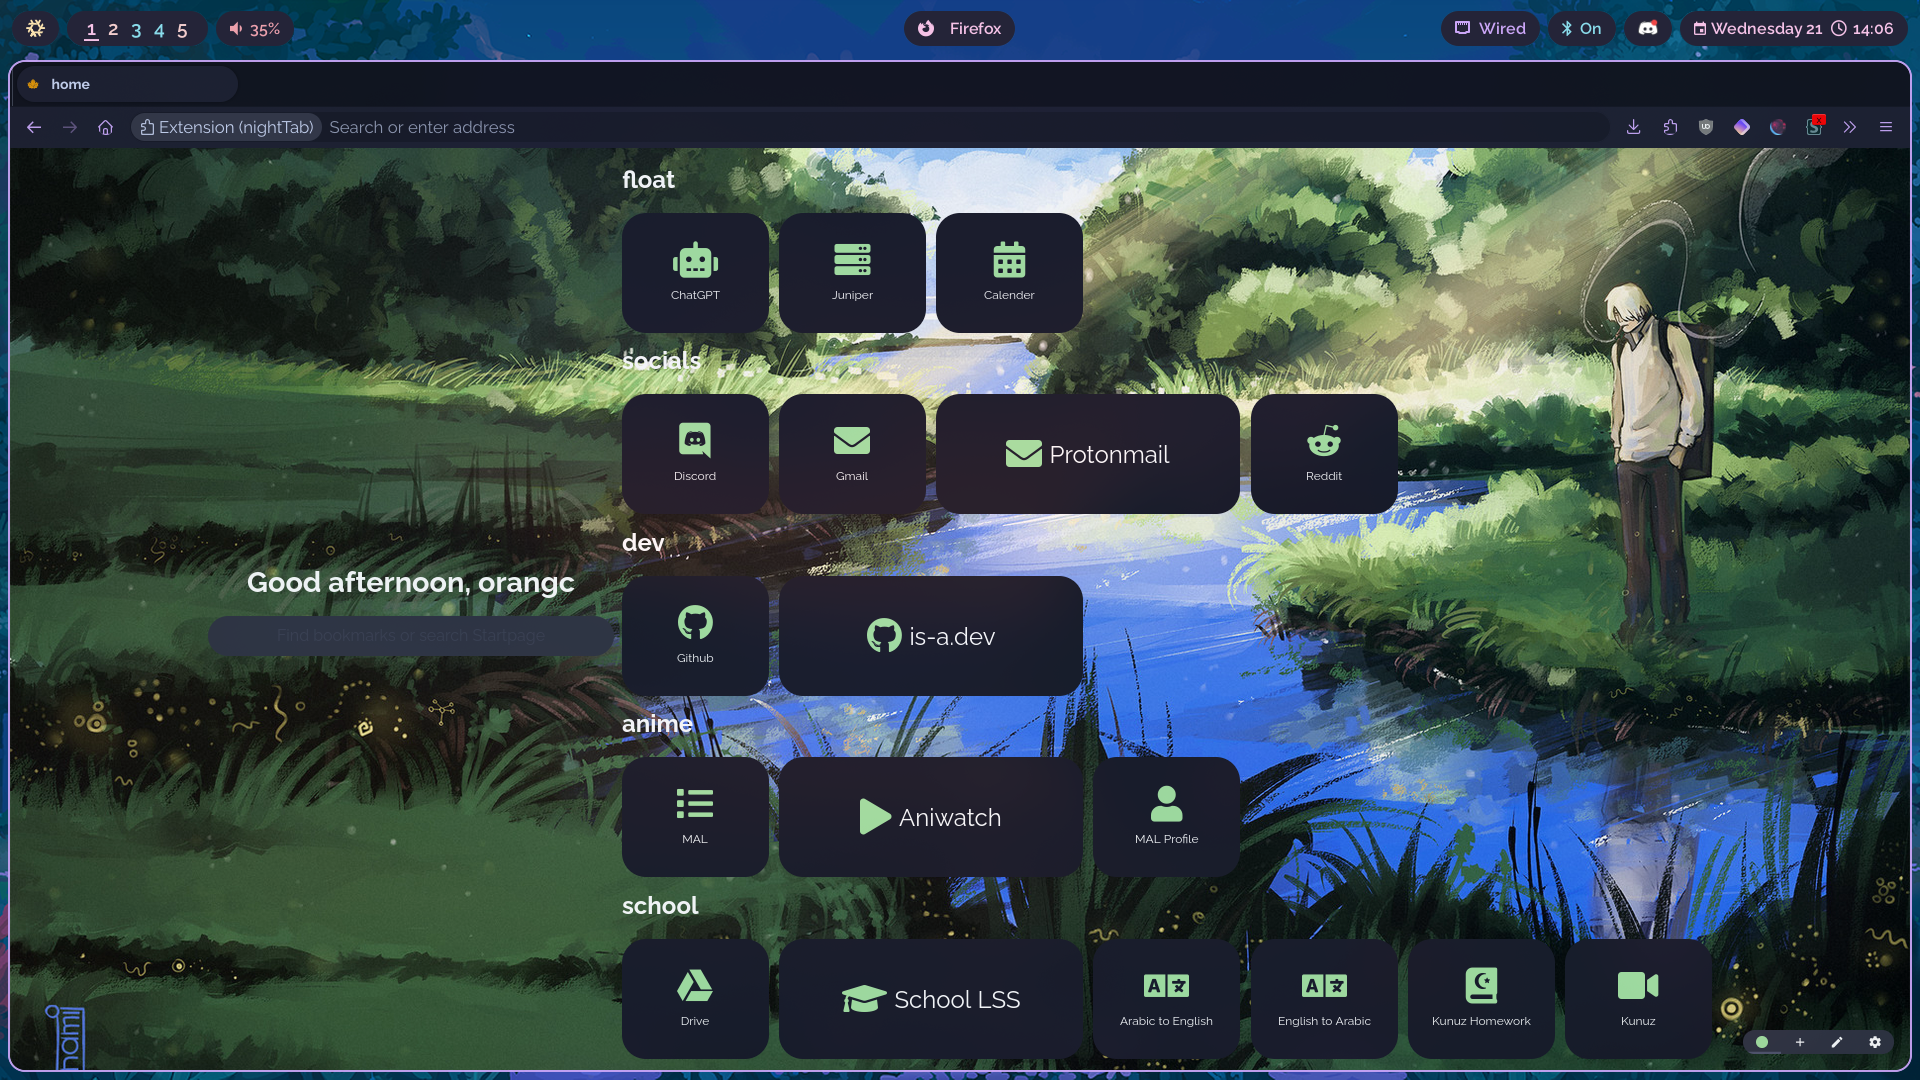 1 2 3 4 5
35%
Firefox
Wired
On
Wednesday 21 14:06
home
Extension (nightTab) Search or enter address
float
ChatGPT
Juniper
Calender
socials
Discord
Gmail
Protonmail
Reddit
dev
Good afternoon, orangc
Find bookmarks or search Startpage
Github
is-a.dev
anime
MAL
Aniwatch
MAL Profile
school
Drive
School LSS
Arabic to English
English to Arabic
Kunuz Homework
Kunuz